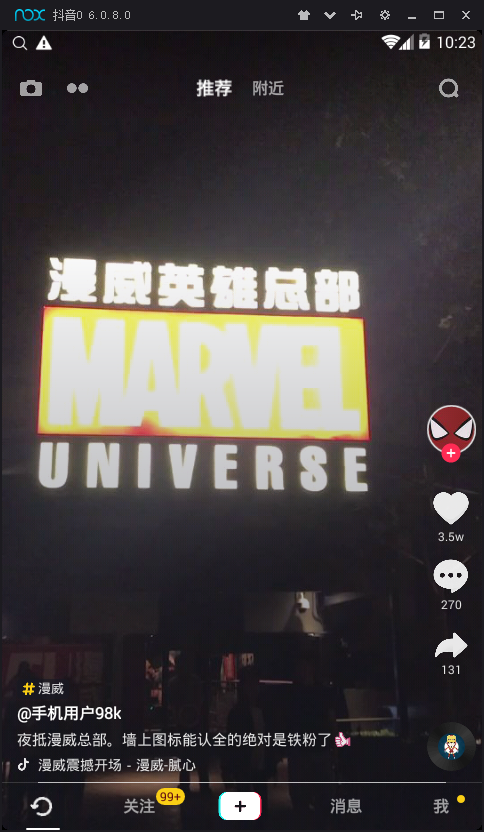 nox 抖音0 6.0.8.0
10:23
推荐 附近
漫威英雄总部
MARVEL
UNIVERSE
3.5w
270
131
#漫威
@手机用户98k
夜抵漫威总部。墙上图标能认全的绝对是铁粉了
漫威震撼开场 - 漫威-腻心
关注 99+ 消息 我